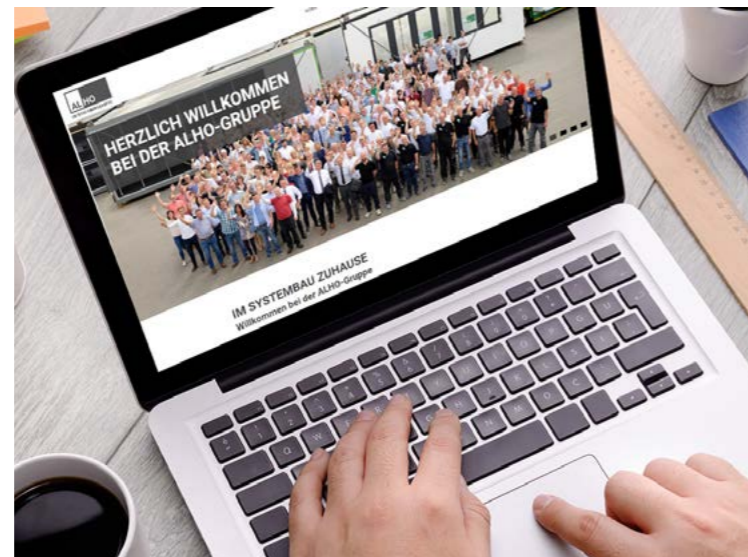 ALHO
HERZLICH WILLKOMMEN
BEI DER ALHO-GRUPPE
IM SYSTEMBAU ZUHAUSE
Willkommen bei der ALHO-Gruppe